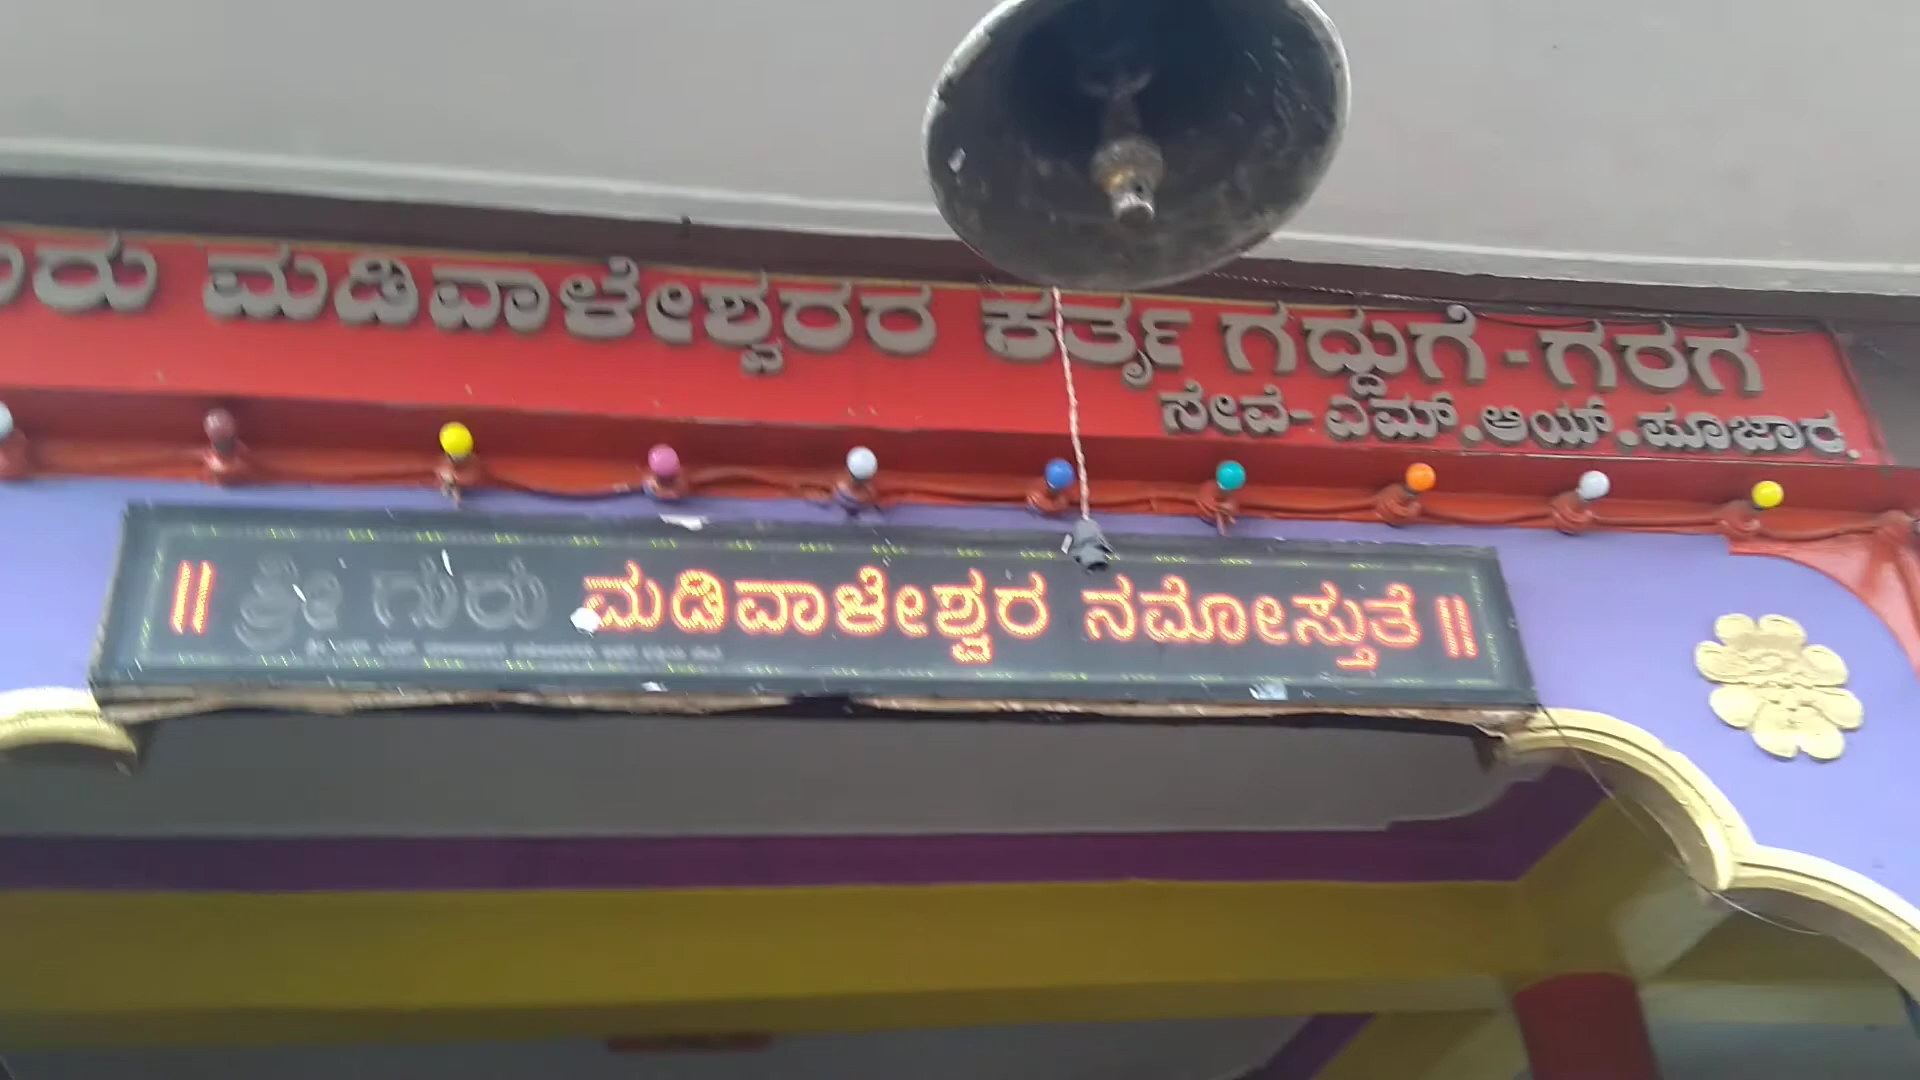 ುರು ಮಡಿವಾಳೇಶ್ವರರ ಕರ್ತೃ ಗದ್ದುಗೆ - ಗರಗ
ಸೇವೆ- ಎಮ್.ಆಯ್.ಪೂಜಾರ.
॥ ಶ್ರೀ ಗುರು ಮಡಿವಾಳೇಶ್ವರ ನಮೋಸ್ತುತೆ ॥